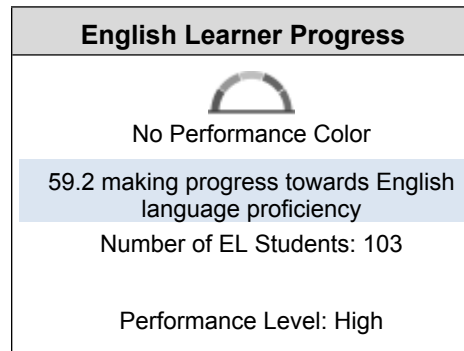 English Learner Progress
No Performance Color
59.2 making progress towards English
language proficiency
Number of EL Students: 103
Performance Level: High